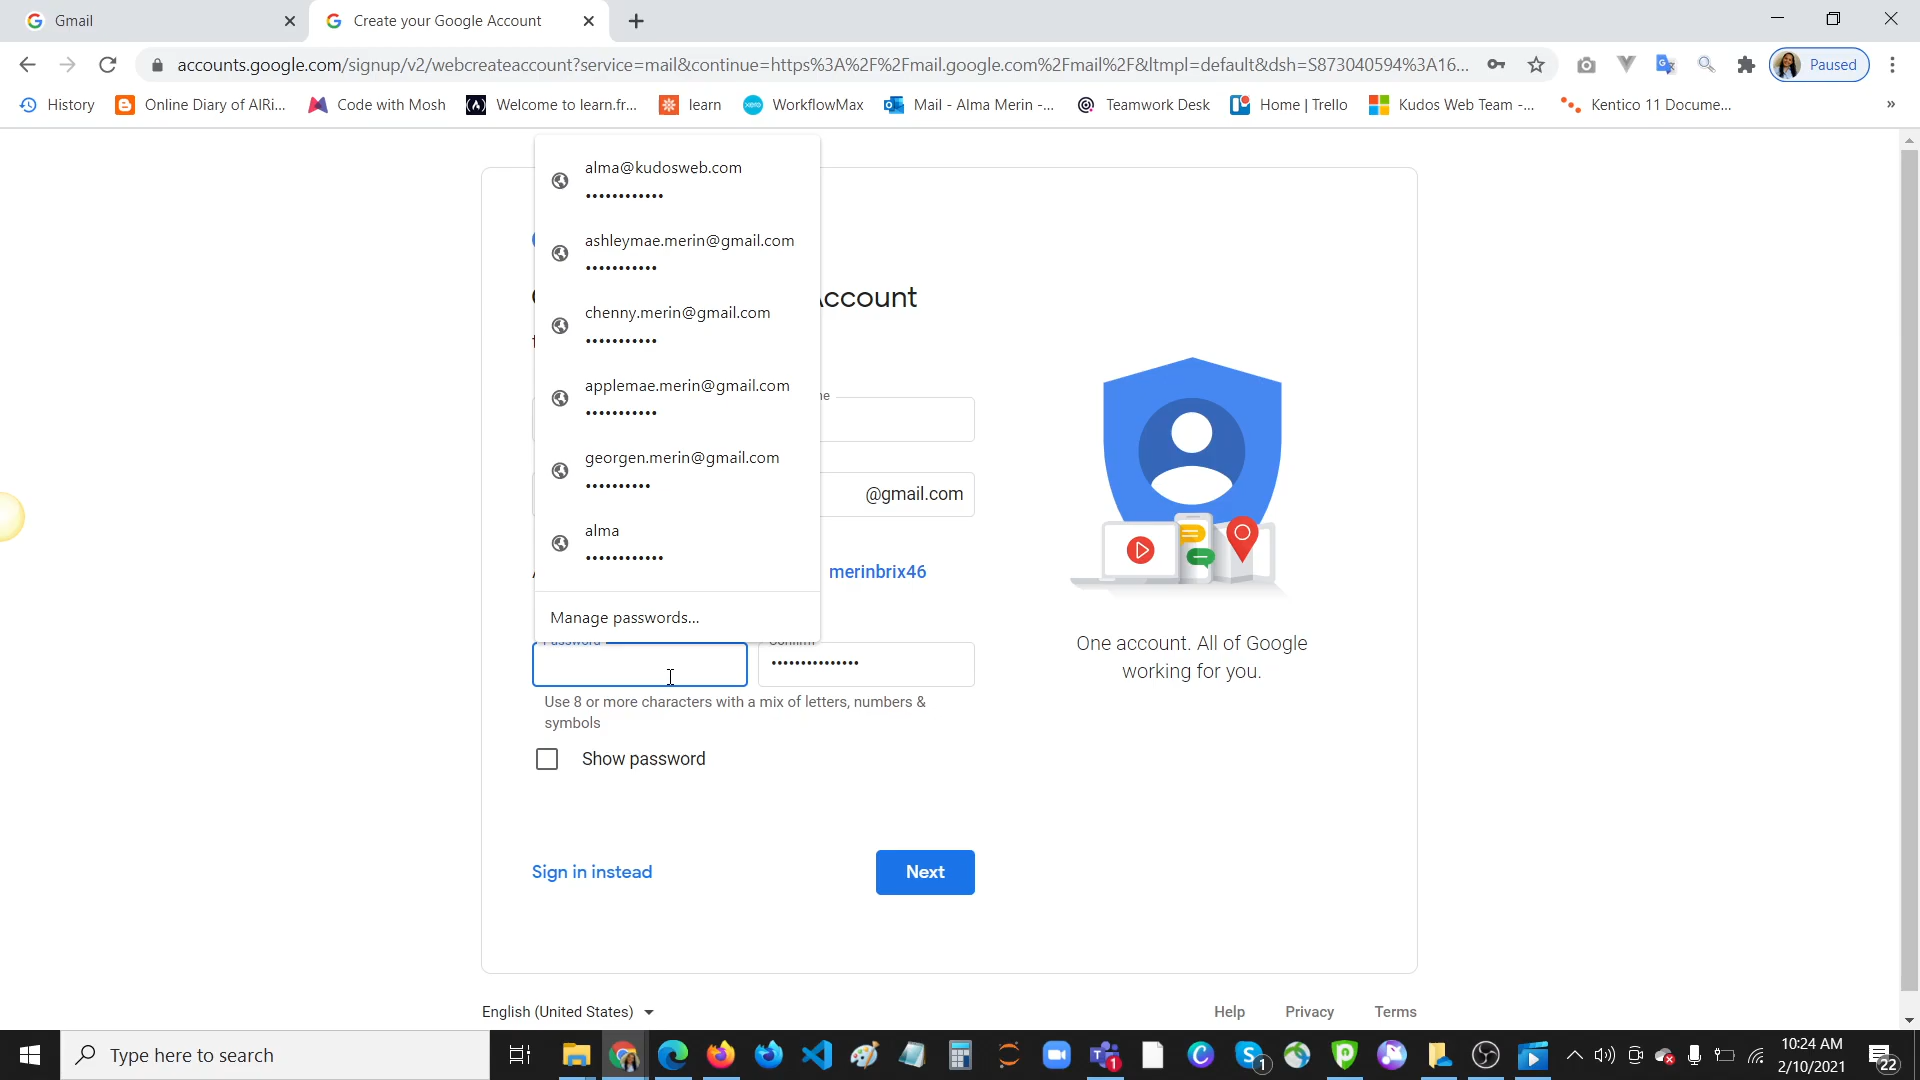 Gmail
Create your Google Account
accounts.google.com/signup/v2/webcreateaccount?service=mail&continue=https%3A%2F%2Fmail.google.com%2Fmail%2F&ltmpl=default&dsh=S873040594%3A16...
Paused
History
Online Diary of AlRi...
Code with Mosh
Welcome to learn.fr...
learn
WorkflowMax
Mail - Alma Merin -...
Teamwork Desk
Home | Trello
Kudos Web Team -...
Kentico 11 Docume...
»
alma@kudosweb.com
••••••••••••
ashleymae.merin@gmail.com
•••••••••••
chenny.merin@gmail.com
•••••••••••
applemae.merin@gmail.com
•••••••••••
georgen.merin@gmail.com
••••••••••
alma
••••••••••••
Manage passwords...
Account
@gmail.com
merinbrix46
Password
Confirm
•••••••••••••••
Use 8 or more characters with a mix of letters, numbers &
symbols
Show password
Sign in instead
Next
One account. All of Google
working for you.
English (United States)
Help
Privacy
Terms
Type here to search
1
1
10:24 AM
2/10/2021
22